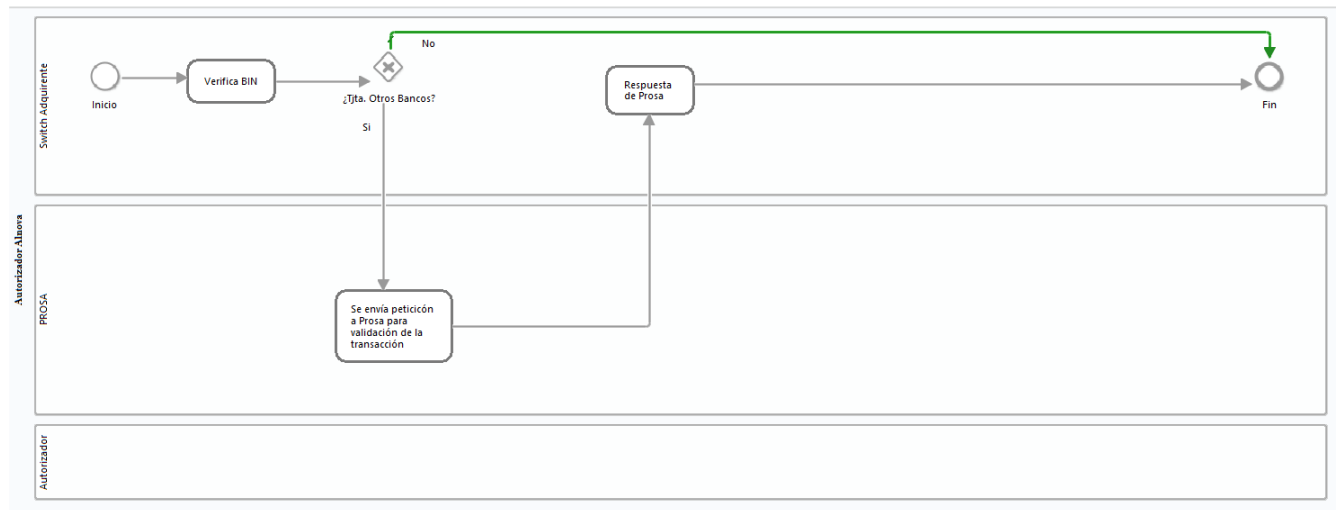 Autorizador Alnova
Switch Adquirente
Inicio
Verifica BIN
¿Tjta. Otros Bancos?
No
Si
Respuesta
de Prosa
Fin
PROSA
Se envía peticón
a Prosa para
validación de la
transacción
Autorizador